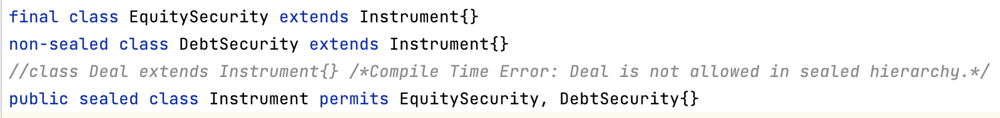 final class EquitySecurity extends Instrument{}
non-sealed class DebtSecurity extends Instrument{}
//class Deal extends Instrument{} /*Compile Time Error: Deal is not allowed in sealed hierarchy.*/
public sealed class Instrument permits EquitySecurity, DebtSecurity{}